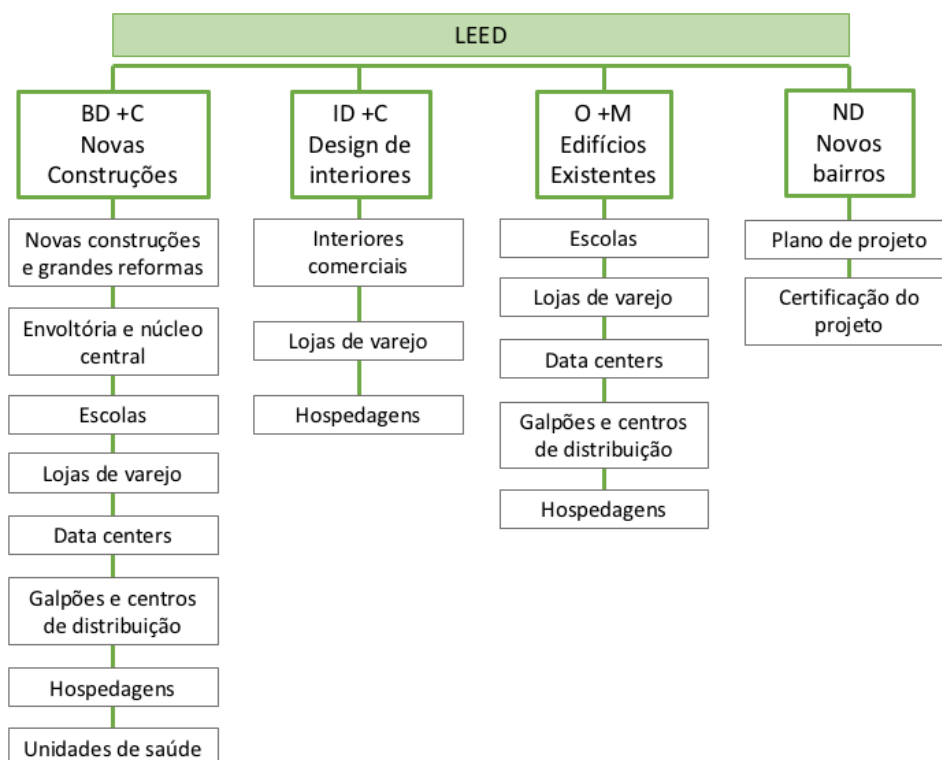 LEED
BD +C
Novas
Construções
Novas construções
e grandes reformas
Envoltória e núcleo
central
Escolas
Lojas de varejo
Data centers
Galpões e centros
de distribuição
Hospedagens
Unidades de saúde
ID +C
Design de
interiores
Interiores
comerciais
Lojas de varejo
Hospedagens
O +M
Edifícios
Existentes
Escolas
Lojas de varejo
Data centers
Galpões e centros
de distribuição
Hospedagens
ND
Novos
bairros
Plano de projeto
Certificação do
projeto